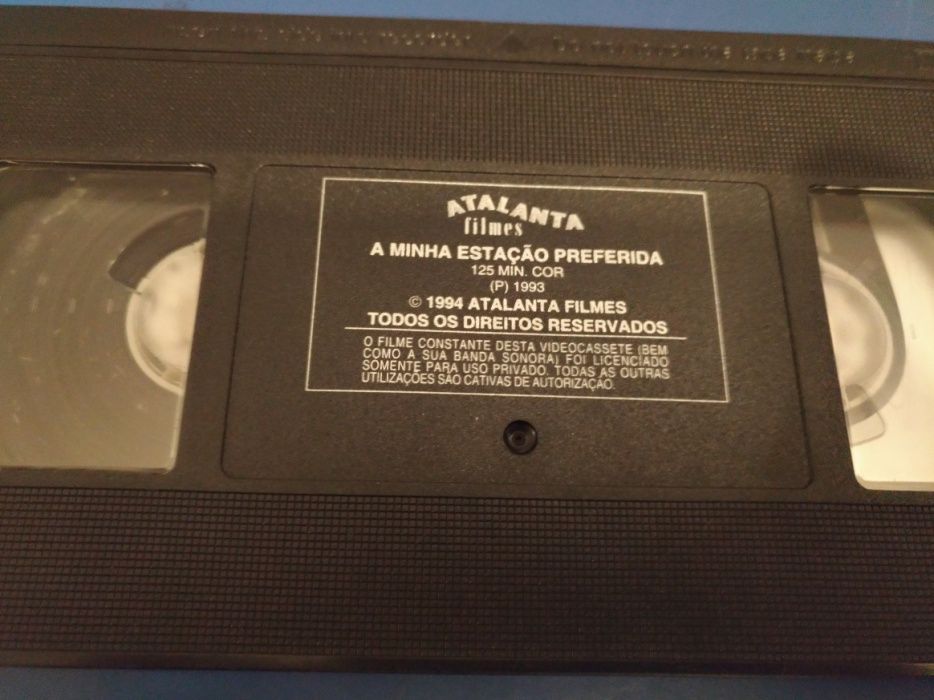 ATALANTA
filmes
A MINHA ESTAÇÃO PREFERIDA
125 MIN. COR
(P) 1993
© 1994 ATALANTA FILMES
TODOS OS DIREITOS RESERVADOS
O FILME CONSTANTE DESTA VIDEOCASSETE (BEM
COMO A SUA BANDA SONORA) FOI LICENCIADO
SOMENTE PARA USO PRIVADO. TODAS AS OUTRAS
UTILIZAÇÕES SÃO CATIVAS DE AUTORIZAÇÃO.